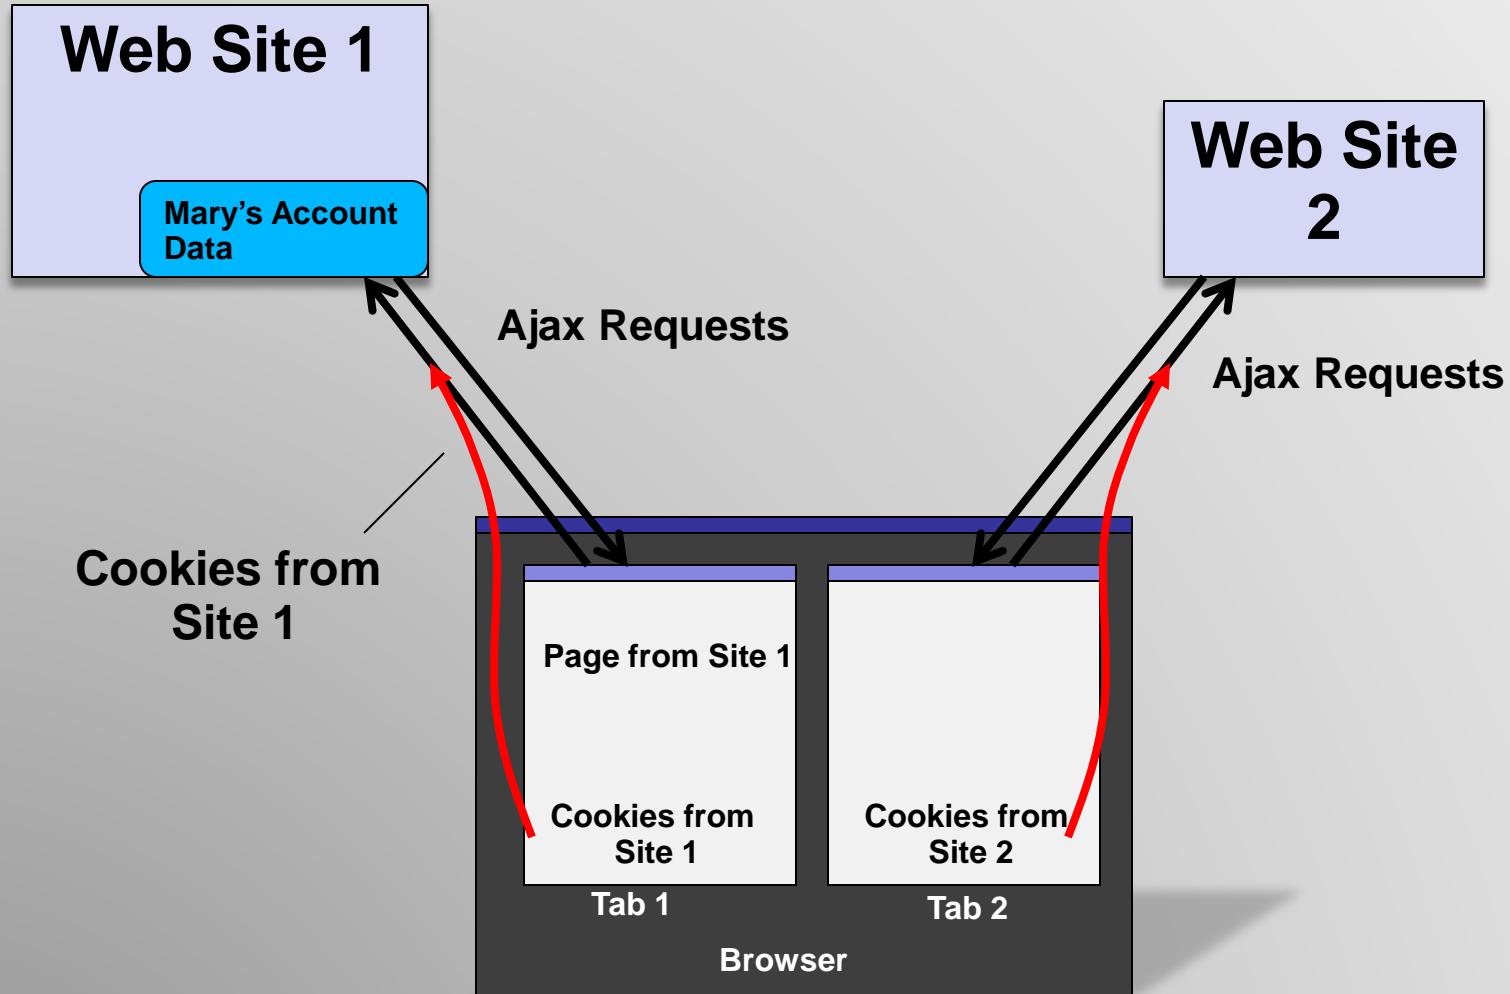 Web Site 1
Mary’s Account
Data
Web Site
2
Ajax Requests
Ajax Requests
Cookies from
Site 1
Page from Site 1
Cookies from
Site 1
Cookies from
Site 2
Tab 1
Tab 2
Browser